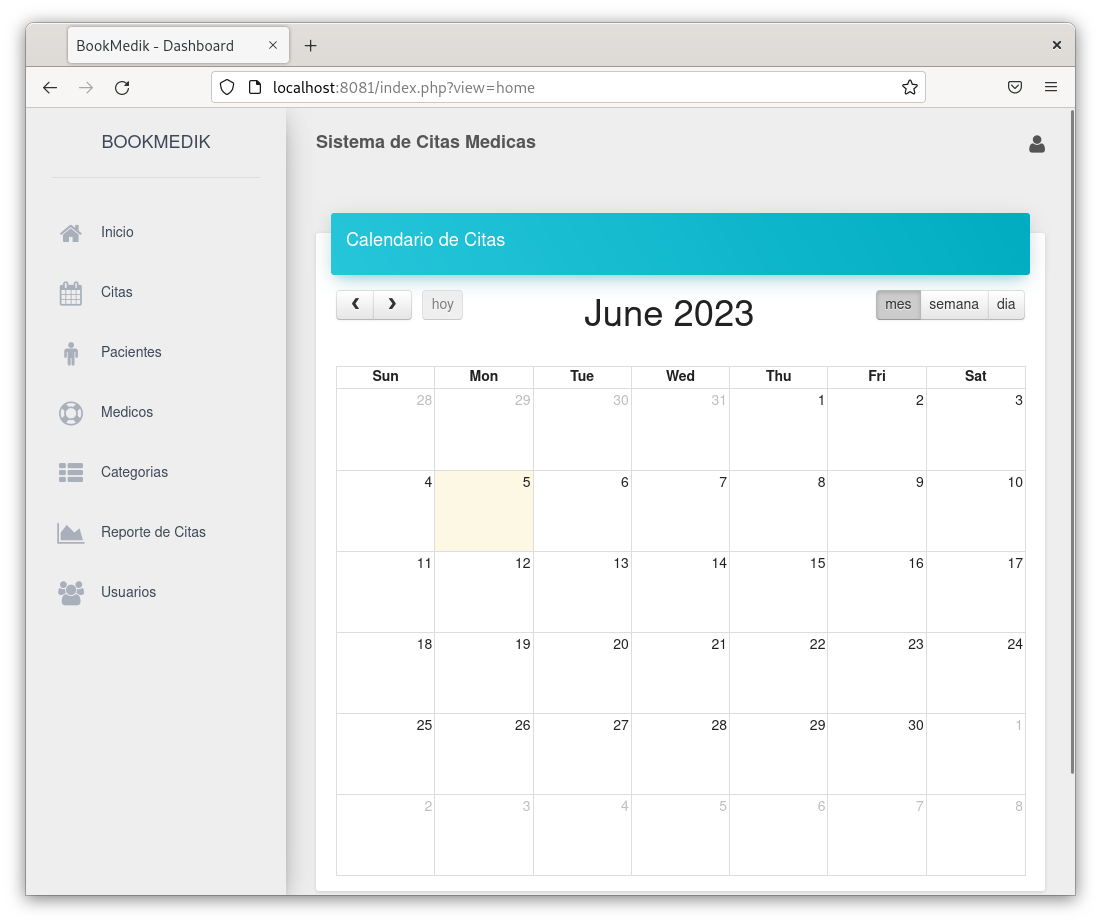 BookMedik - Dashboard
localhost:8081/index.php?view=home
BOOKMEDIK
Sistema de Citas Medicas
Inicio
Citas
Pacientes
Medicos
Categorias
Reporte de Citas
Usuarios
Calendario de Citas
hoy
June 2023
mes semana dia
Sun Mon Tue Wed Thu Fri Sat
28 29 30 31 1 2 3
4 5 6 7 8 9 10
11 12 13 14 15 16 17
18 19 20 21 22 23 24
25 26 27 28 29 30 1
2 3 4 5 6 7 8